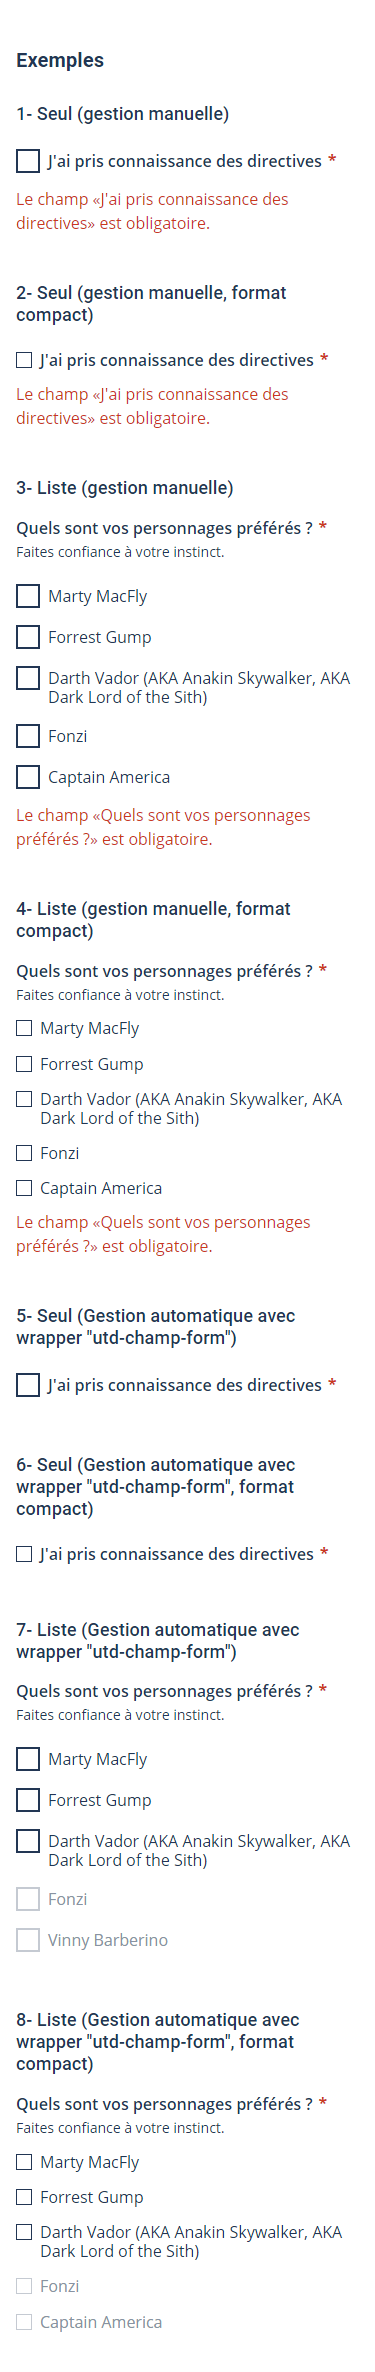 Exemples
1- Seul (gestion manuelle)
J'ai pris connaissance des directives *
Le champ «J'ai pris connaissance des
directives» est obligatoire.
2- Seul (gestion manuelle, format
compact)
J'ai pris connaissance des directives *
Le champ «J'ai pris connaissance des
directives» est obligatoire.
3- Liste (gestion manuelle)
Quels sont vos personnages préférés ? *
Faites confiance à votre instinct.
Marty MacFly
Forrest Gump
Darth Vador (AKA Anakin Skywalker, AKA
Dark Lord of the Sith)
Fonzi
Captain America
Le champ «Quels sont vos personnages
préférés ?» est obligatoire.
4- Liste (gestion manuelle, format
compact)
Quels sont vos personnages préférés ? *
Faites confiance à votre instinct.
Marty MacFly
Forrest Gump
Darth Vador (AKA Anakin Skywalker, AKA
Dark Lord of the Sith)
Fonzi
Captain America
Le champ «Quels sont vos personnages
préférés ?» est obligatoire.
5- Seul (Gestion automatique avec
wrapper "utd-champ-form")
J'ai pris connaissance des directives *
6- Seul (Gestion automatique avec
wrapper "utd-champ-form", format
compact)
J'ai pris connaissance des directives *
7- Liste (Gestion automatique avec
wrapper "utd-champ-form")
Quels sont vos personnages préférés ? *
Faites confiance à votre instinct.
Marty MacFly
Forrest Gump
Darth Vador (AKA Anakin Skywalker, AKA
Dark Lord of the Sith)
Fonzi
Vinny Barberino
8- Liste (Gestion automatique avec
wrapper "utd-champ-form", format
compact)
Quels sont vos personnages préférés ? *
Faites confiance à votre instinct.
Marty MacFly
Forrest Gump
Darth Vador (AKA Anakin Skywalker, AKA
Dark Lord of the Sith)
Fonzi
Captain America